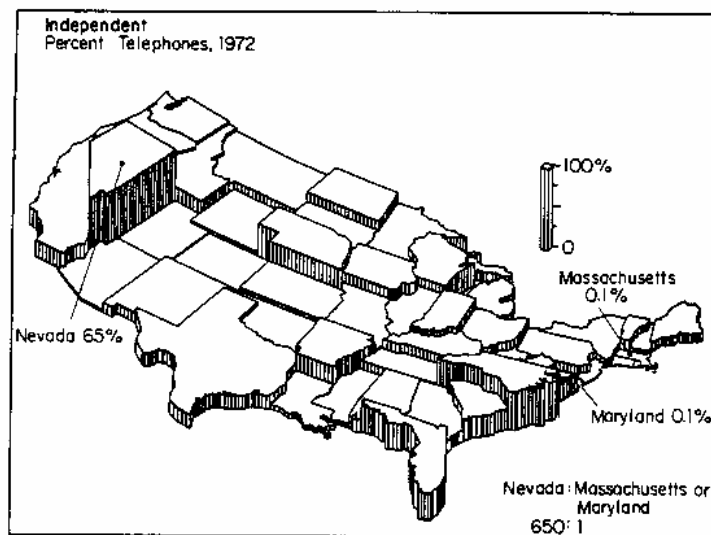 Independent
Percent Telephones, 1972
100%
0
Massachusetts
0.1%
Nevada 65%
Maryland 0.1%
Nevada : Massachusetts or
Maryland
650 : 1